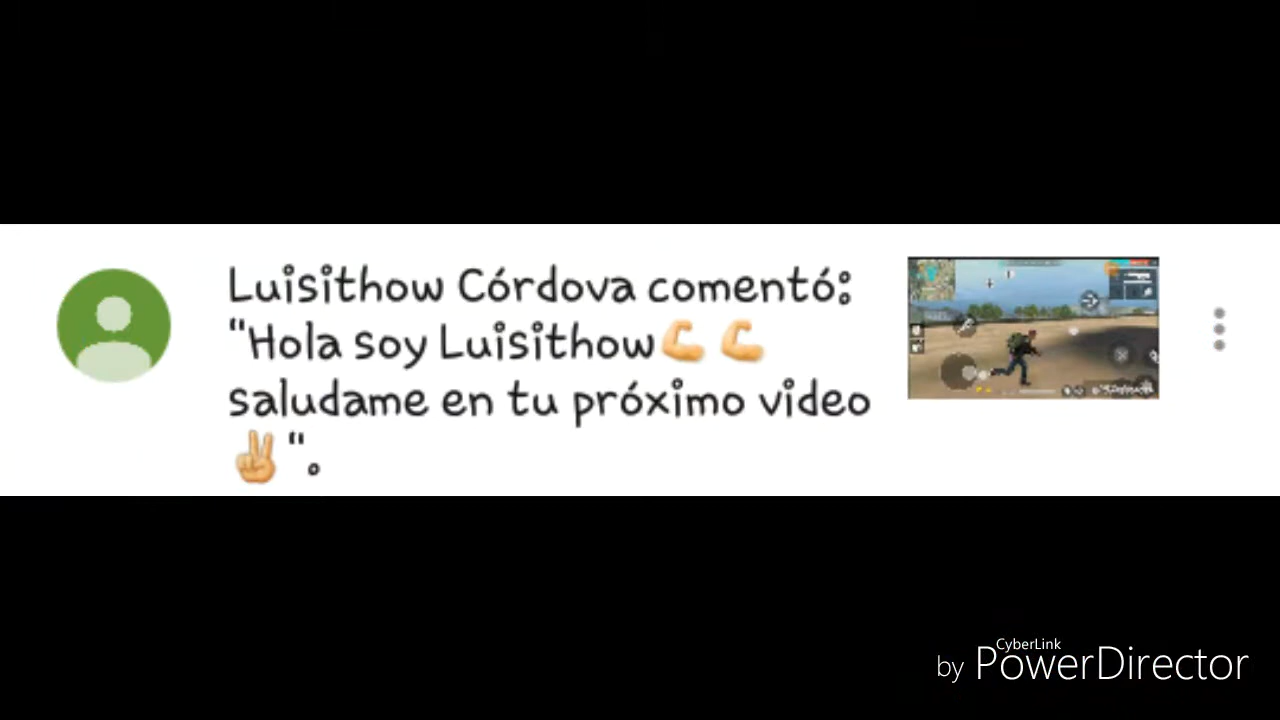 Luisithow Córdova comentó:
"Hola soy Luisithow💪💪
saludame en tu próximo video
✌".
CyberLink
by PowerDirector